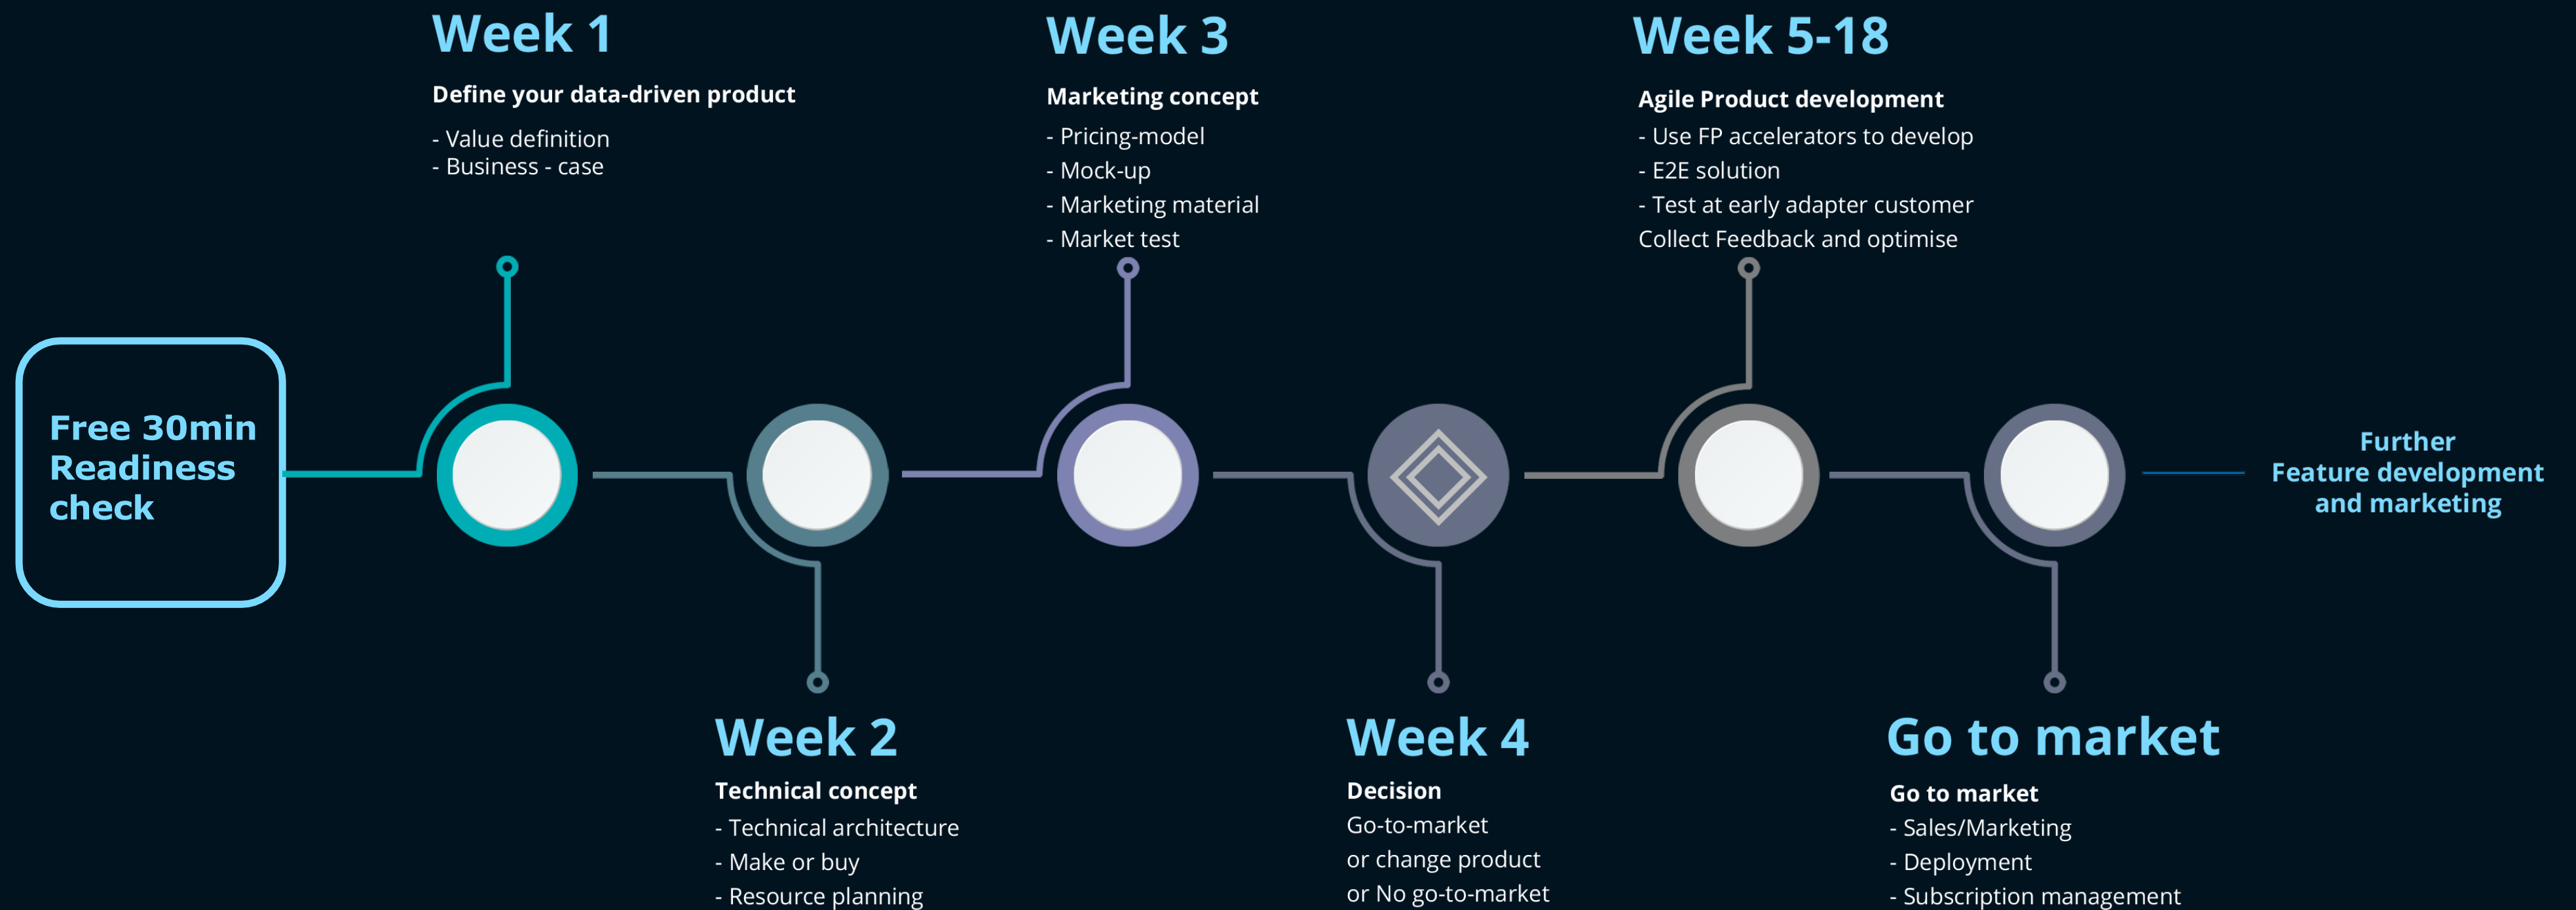 Free 30min
Readiness
check
Week 1
Define your data-driven product
- Value definition
- Business - case
Week 2
Technical concept
- Technical architecture
- Make or buy
- Resource planning
Week 3
Marketing concept
- Pricing-model
- Mock-up
- Marketing material
- Market test
Week 4
Decision
Go-to-market
or change product
or No go-to-market
Week 5-18
Agile Product development
- Use FP accelerators to develop
- E2E solution
- Test at early adapter customer
Collect Feedback and optimise
Go to market
Go to market
- Sales/Marketing
- Deployment
- Subscription management
Further
Feature development
and marketing